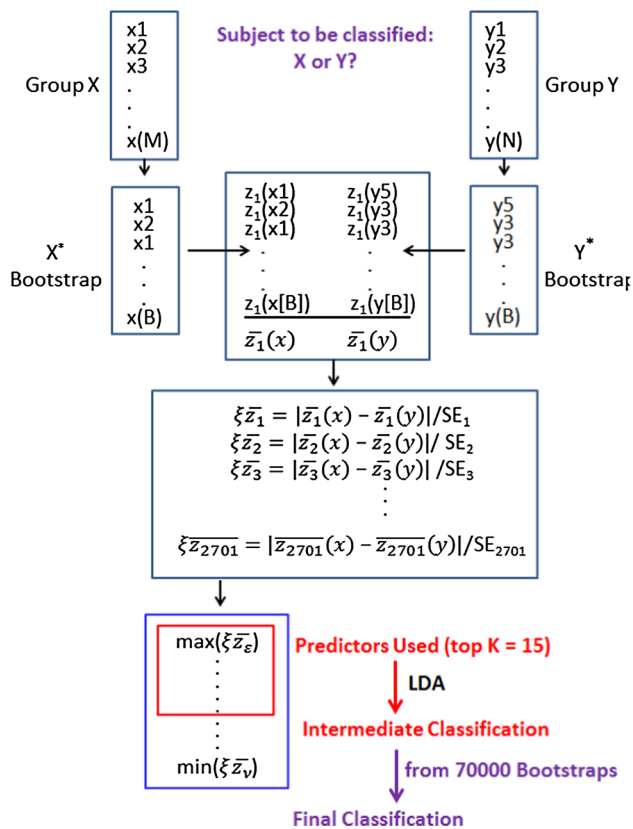 Subject to be classified:
X or Y?
Group X
x1
x2
x3
.
.
.
x(M)
Group Y
y1
y2
y3
.
.
.
y(N)
X*
Bootstrap
x1
x2
x1
.
.
.
x(B)
z₁(x1) z₁(y5)
z₁(x2) z₁(y3)
z₁(x1) z₁(y3)
. .
. .
. .
z₁(x[B]) z₁(y[B])
z̄₁(x) z̄₁(y)
y5
y3
y3
.
.
.
y(B)
Y*
Bootstrap
ξz̄₁ = |z̄₁(x) − z̄₁(y)|/SE₁
ξz̄₂ = |z̄₂(x) − z̄₂(y)|/ SE₂
ξz̄₃ = |z̄₃(x) − z̄₃(y)| /SE₃
.
.
.
ξz̄₂₇₀₁ = |z̄₂₇₀₁(x) − z̄₂₇₀₁(y)|/SE₂₇₀₁
max(ξz̄ε)
.
.
.
.
.
.
.
min(ξz̄ᵥ)
Predictors Used (top K = 15)
LDA
Intermediate Classification
from 70000 Bootstraps
Final Classification